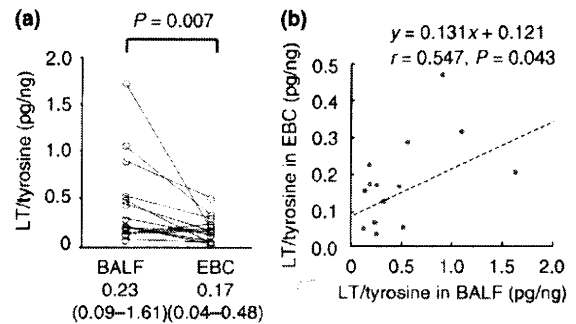 (a)
P = 0.007
LT/tyrosine (pg/ng)
2.0
1.5
1.0
0.5
0
BALF EBC
0.23 0.17
(0.09–1.61)(0.04–0.48)
(b)
y = 0.131x + 0.121
r = 0.547, P = 0.043
LT/tyrosine in EBC (pg/ng)
0.5
0.4
0.3
0.2
0.1
0.0
0 0.5 1.0 1.5 2.0
LT/tyrosine in BALF (pg/ng)